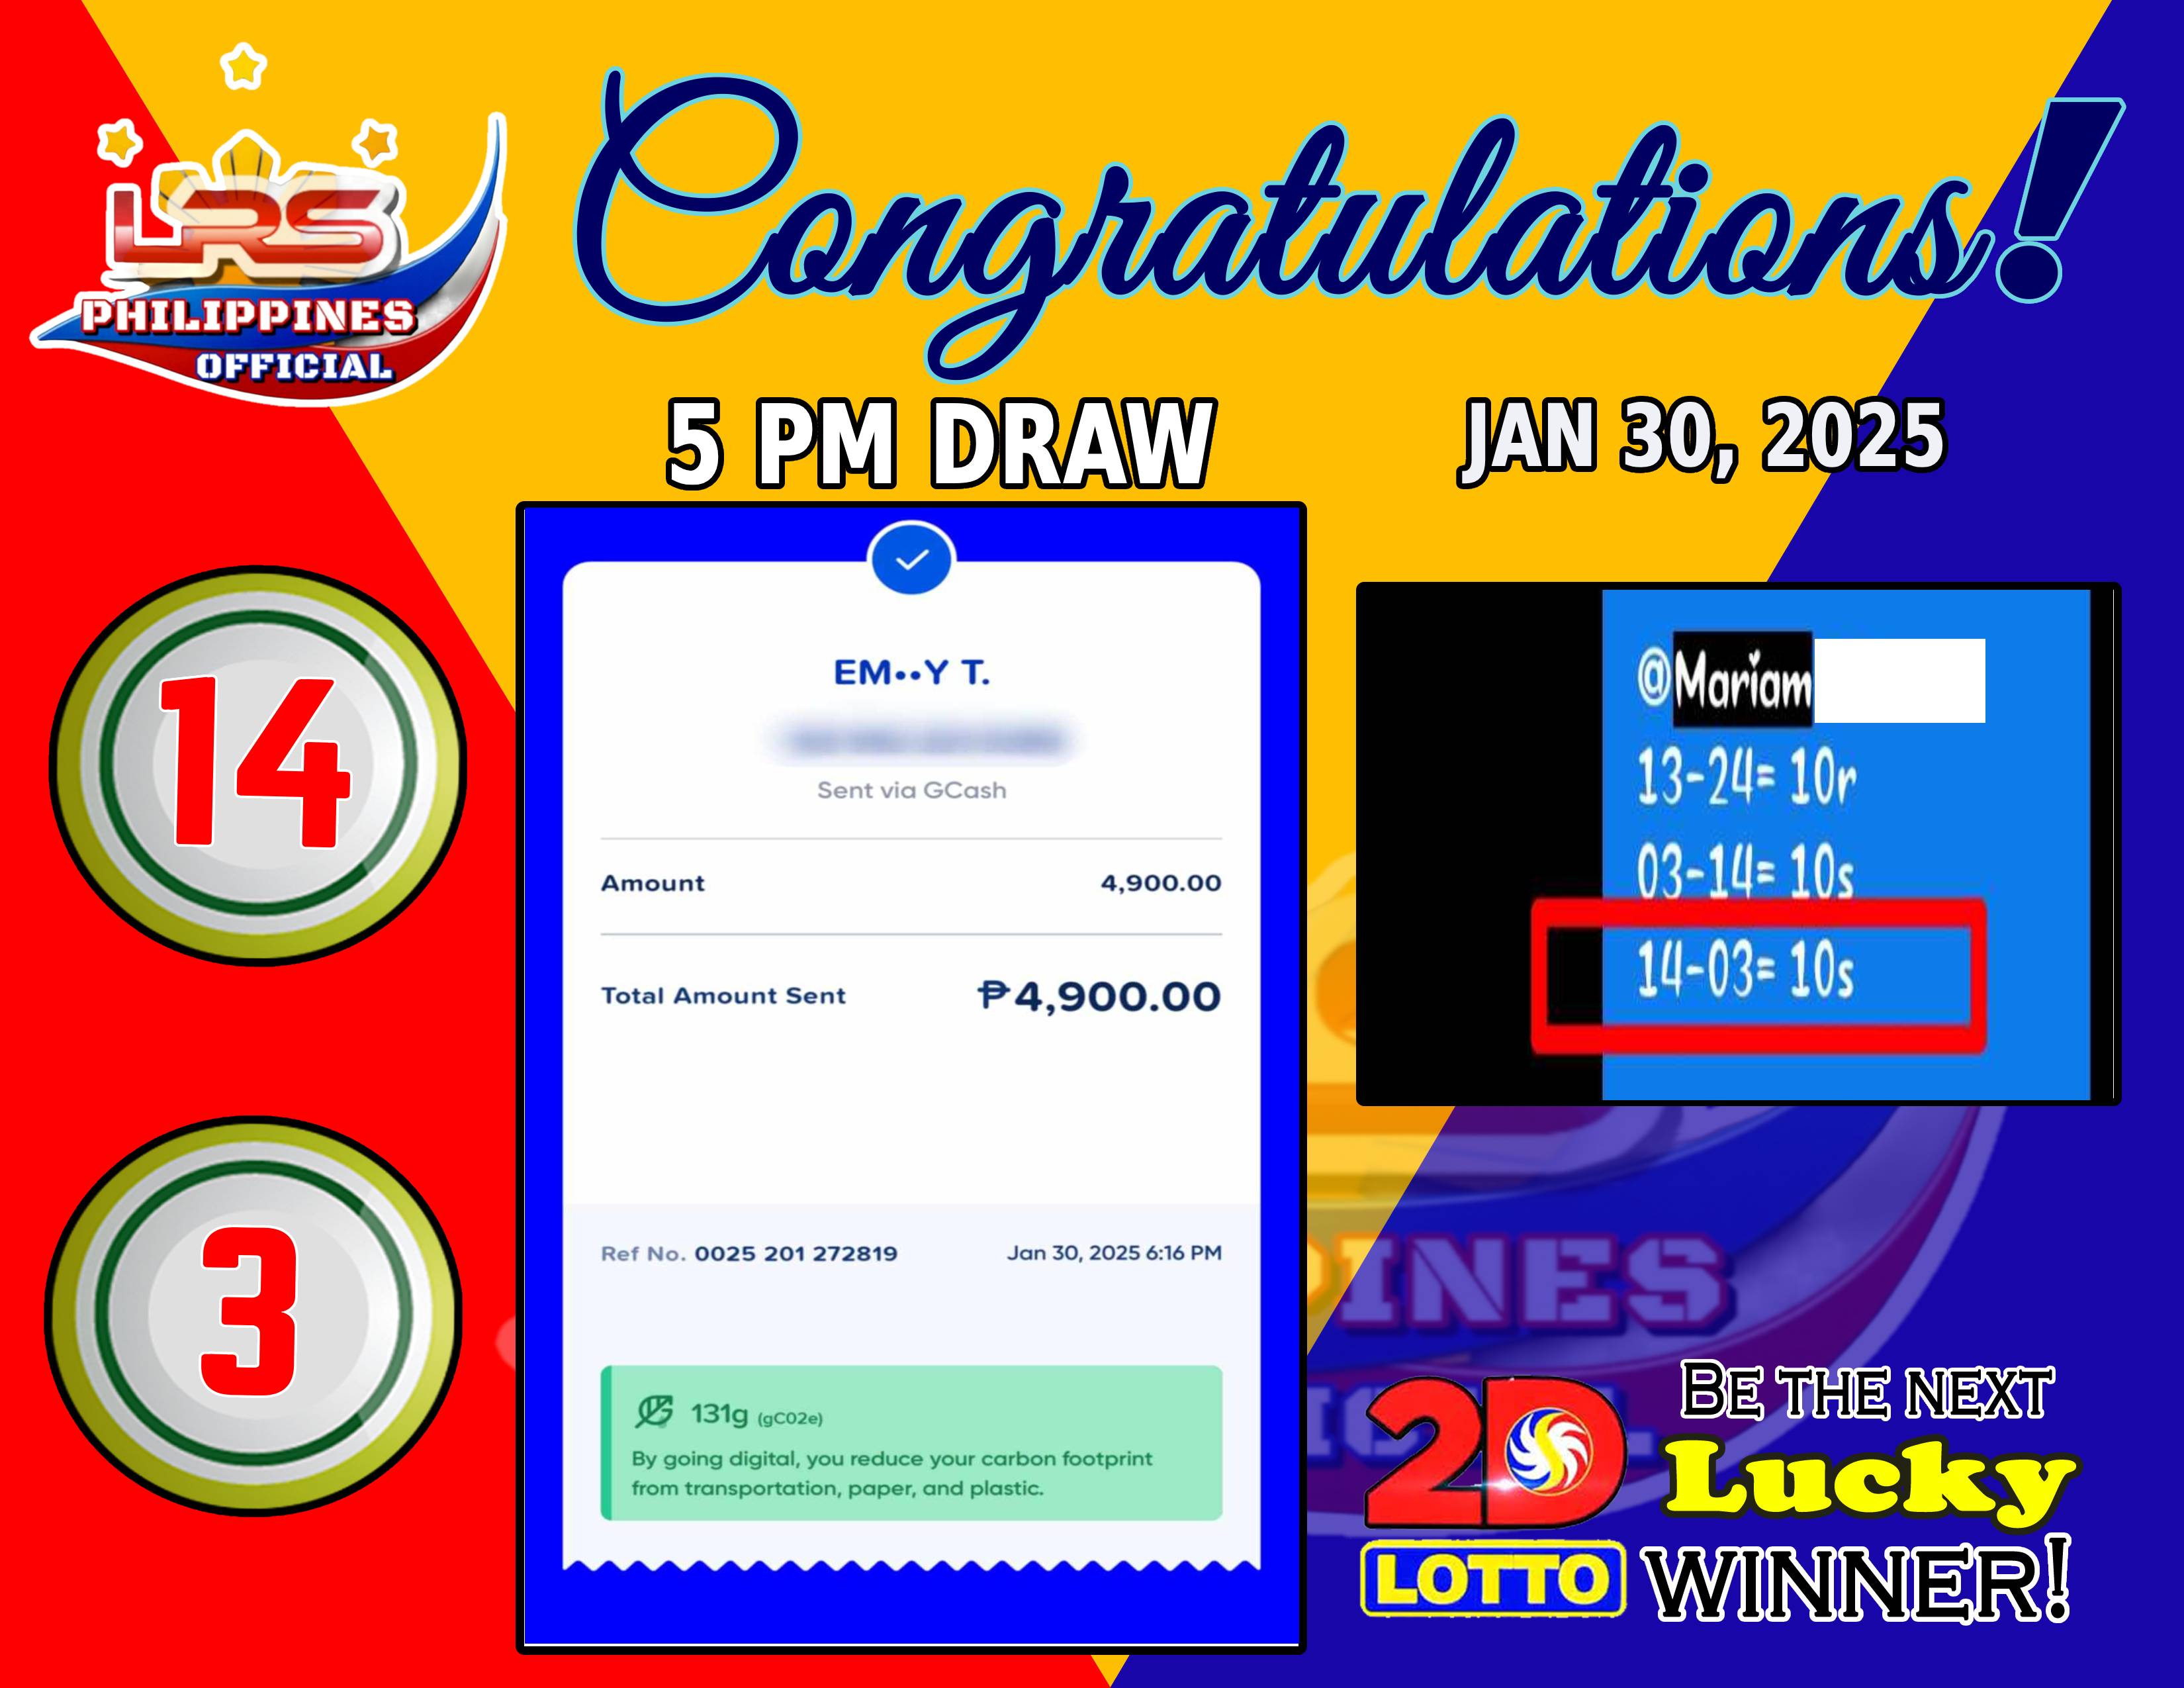 LRS
PHILIPPINES
OFFICIAL
Congratulations!
5 PM DRAW
JAN 30, 2025
14
3
EM••Y T.
Sent via GCash
Amount 4,900.00
Total Amount Sent ₱4,900.00
Ref No. 0025 201 272819 Jan 30, 2025 6:16 PM
131g (gC02e)
By going digital, you reduce your carbon footprint
from transportation, paper, and plastic.
@Mariam
13-24= 10r
03-14= 10s
14-03= 10s
PINES
2D
LOTTO
BE THE NEXT
Lucky
WINNER!